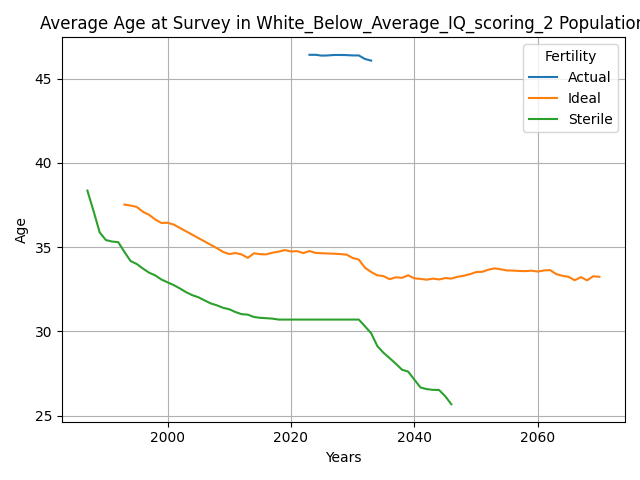 Average Age at Survey in White_Below_Average_IQ_scoring_2 Population
Fertility
Actual
Ideal
Sterile
45
40
35
30
25
Age
2000 2020 2040 2060
Years